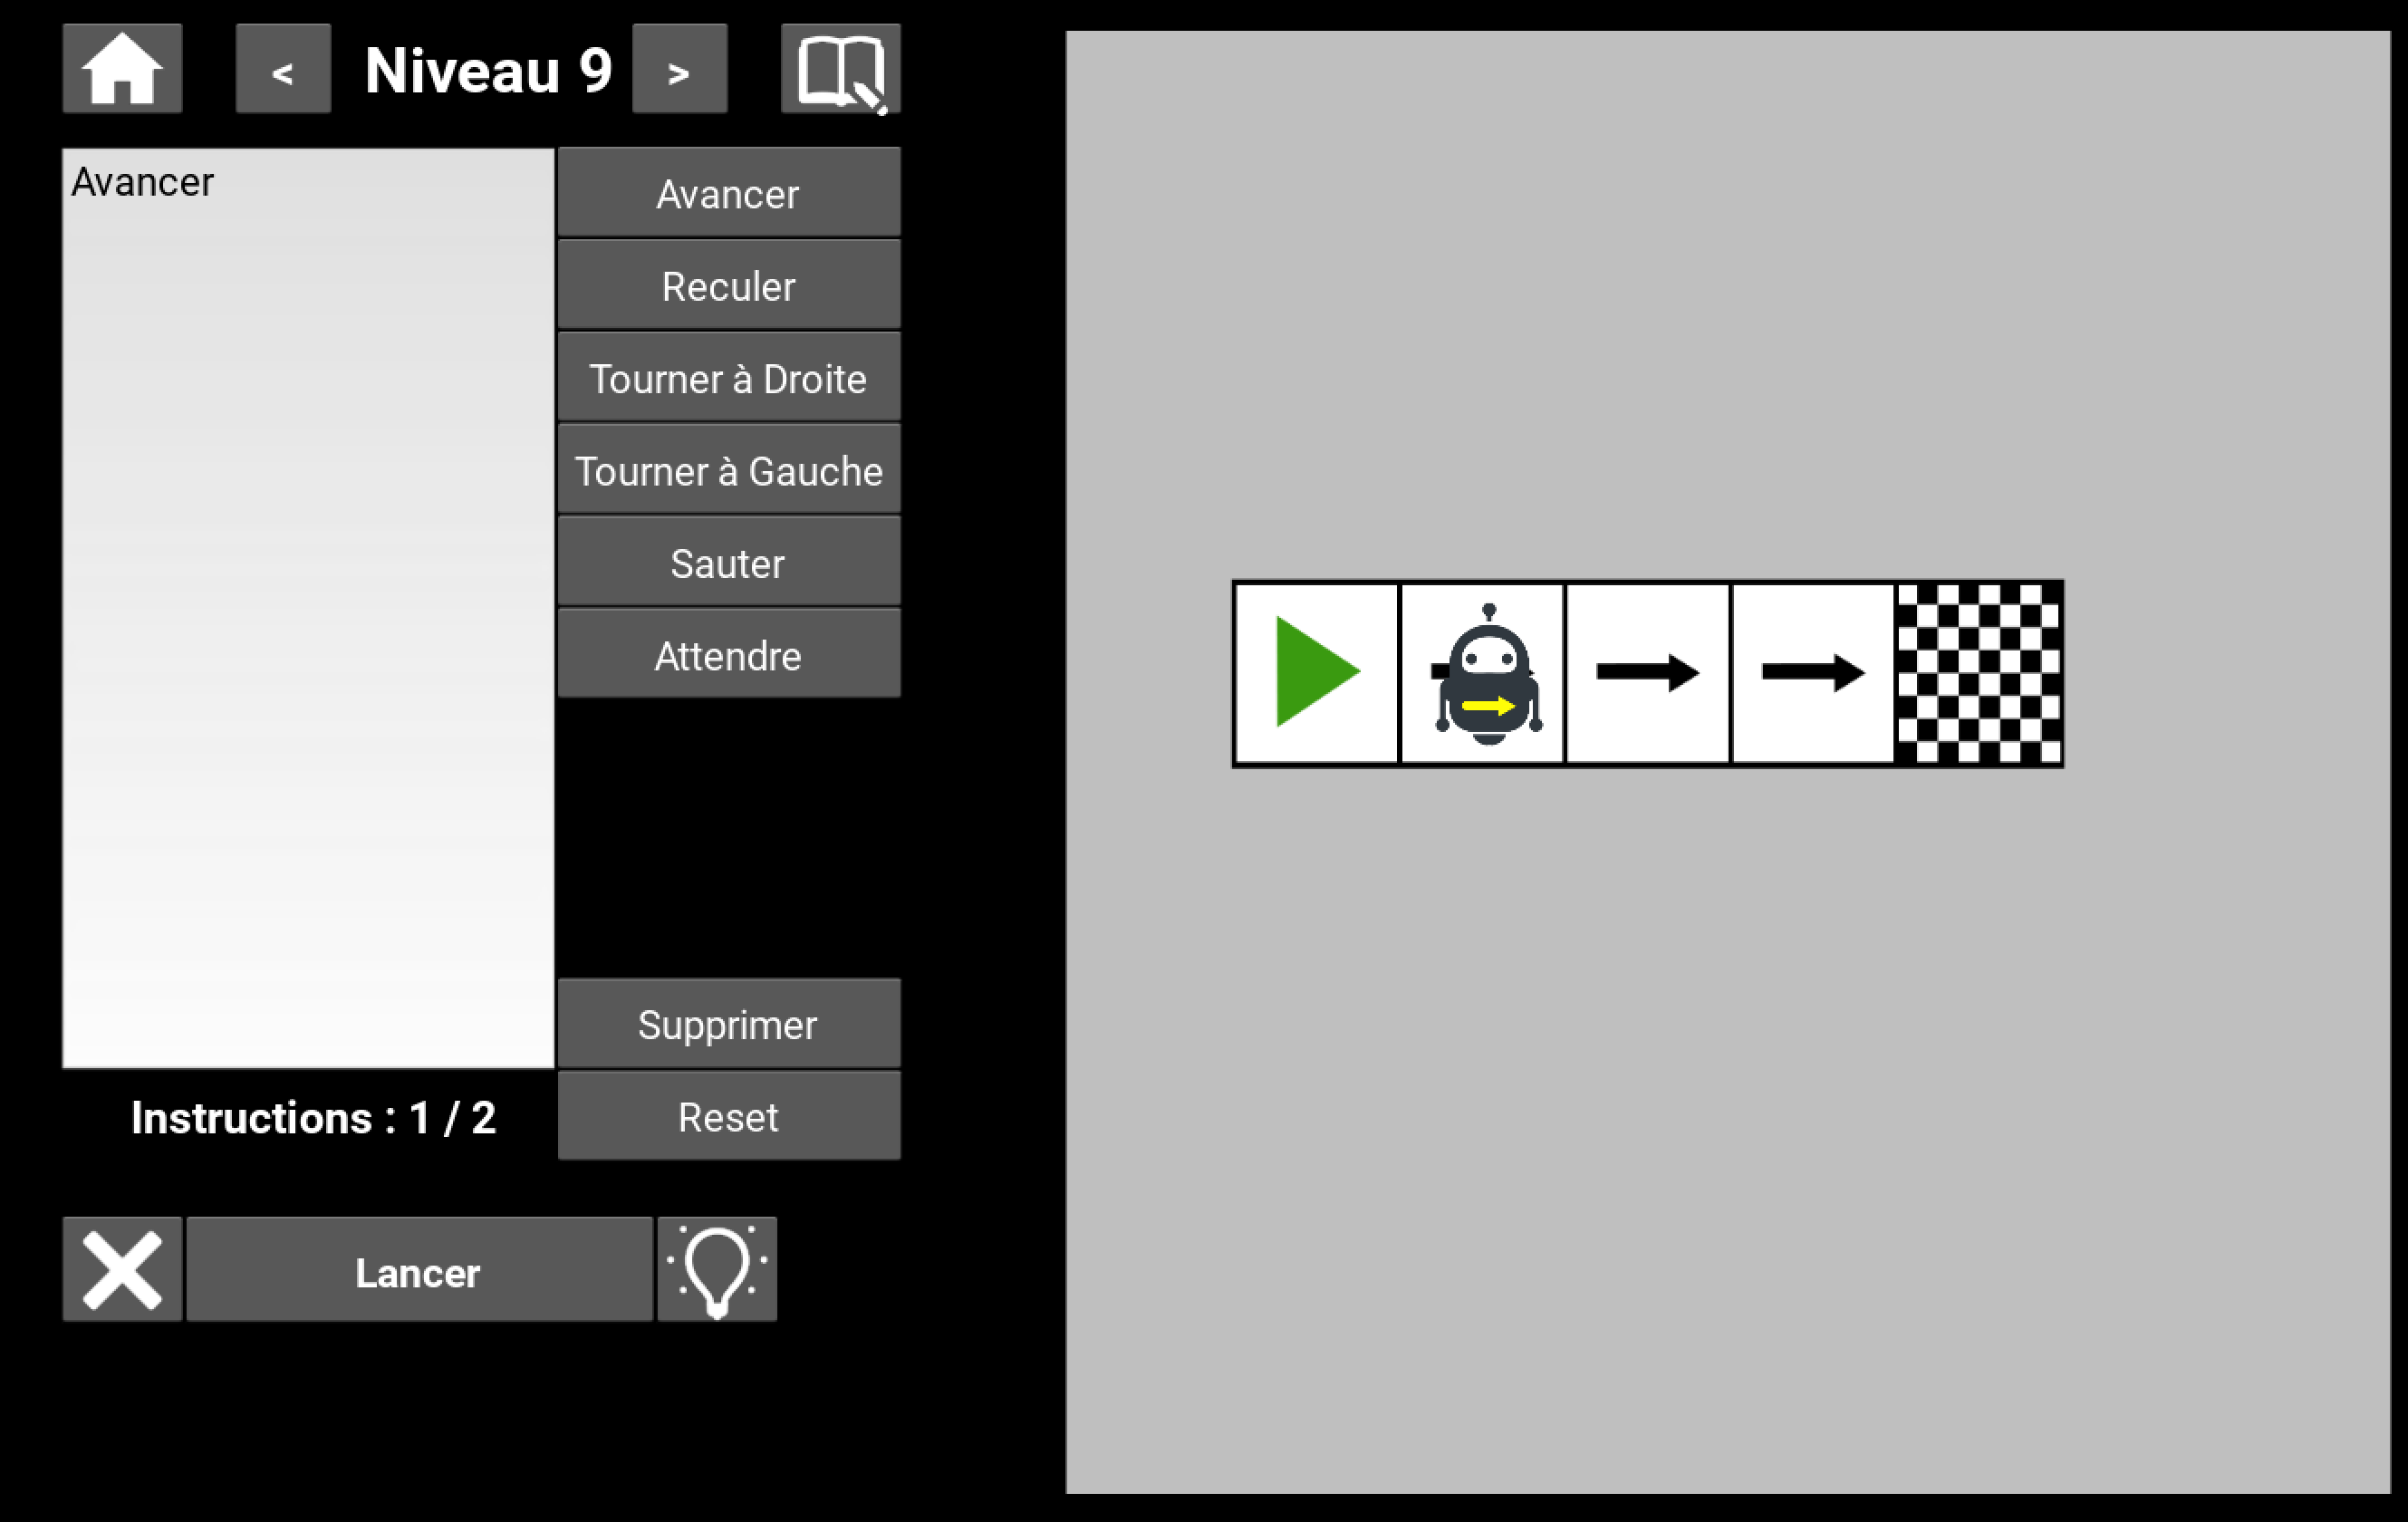 < Niveau 9 >
Avancer
Avancer
Reculer
Tourner à Droite
Tourner à Gauche
Sauter
Attendre
Supprimer
Reset
Instructions : 1 / 2
Lancer